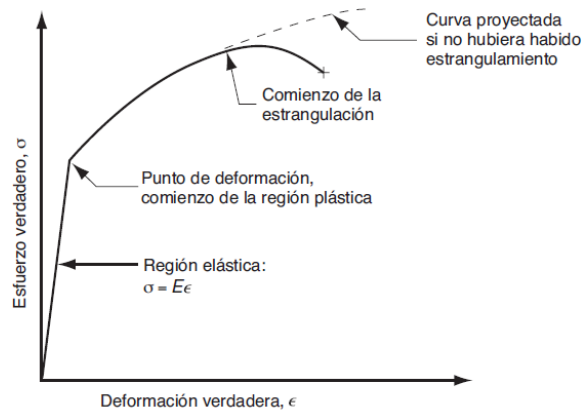 Curva proyectada
si no hubiera habido
estrangulamiento
Comienzo de la
estrangulación
Punto de deformación,
comienzo de la región plástica
Región elástica:
σ = Eϵ
Esfuerzo verdadero, σ
Deformación verdadera, ϵ